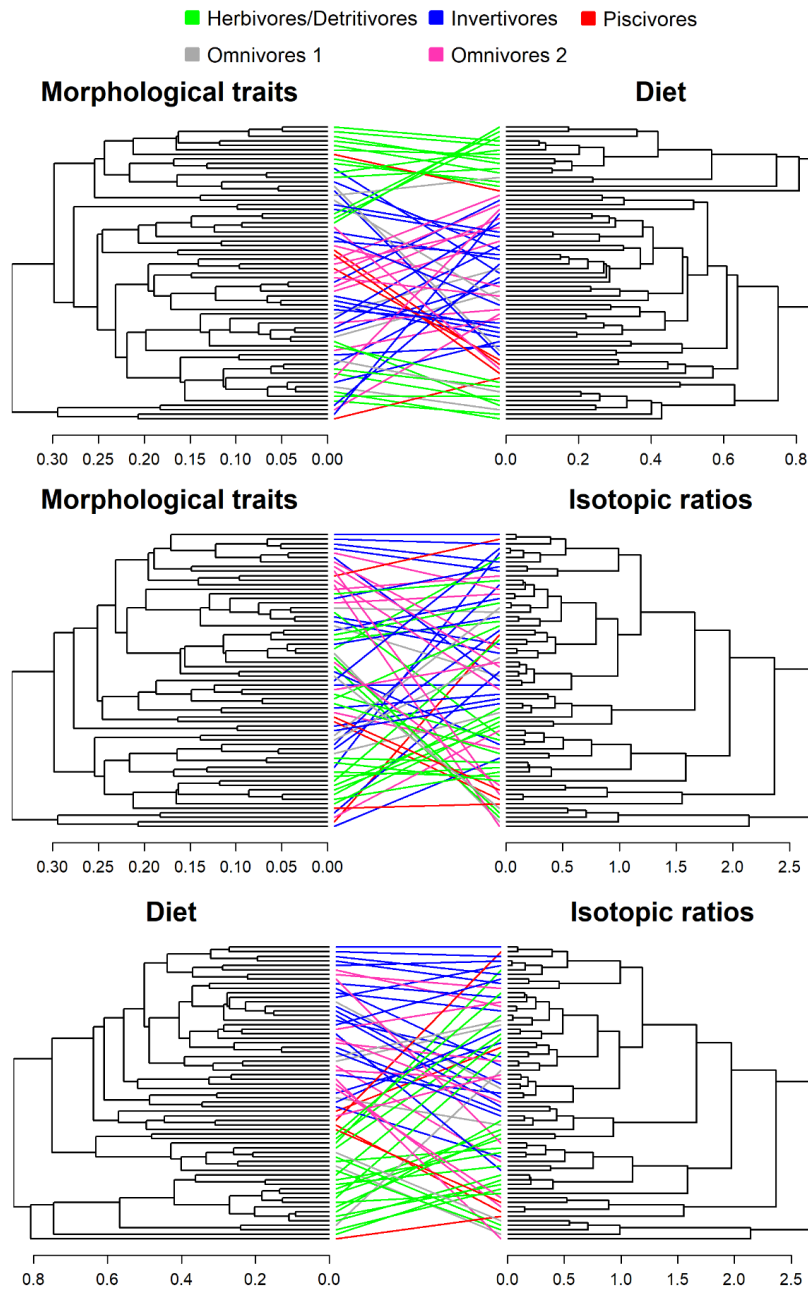 Herbivores/Detritivores Invertivores Piscivores
Omnivores 1 Omnivores 2
Morphological traits Diet
0.30 0.25 0.20 0.15 0.10 0.05 0.00 0.0 0.2 0.4 0.6 0.8
Morphological traits Isotopic ratios
0.30 0.25 0.20 0.15 0.10 0.05 0.00 0.0 0.5 1.0 1.5 2.0 2.5
Diet Isotopic ratios
0.8 0.6 0.4 0.2 0.0 0.0 0.5 1.0 1.5 2.0 2.5